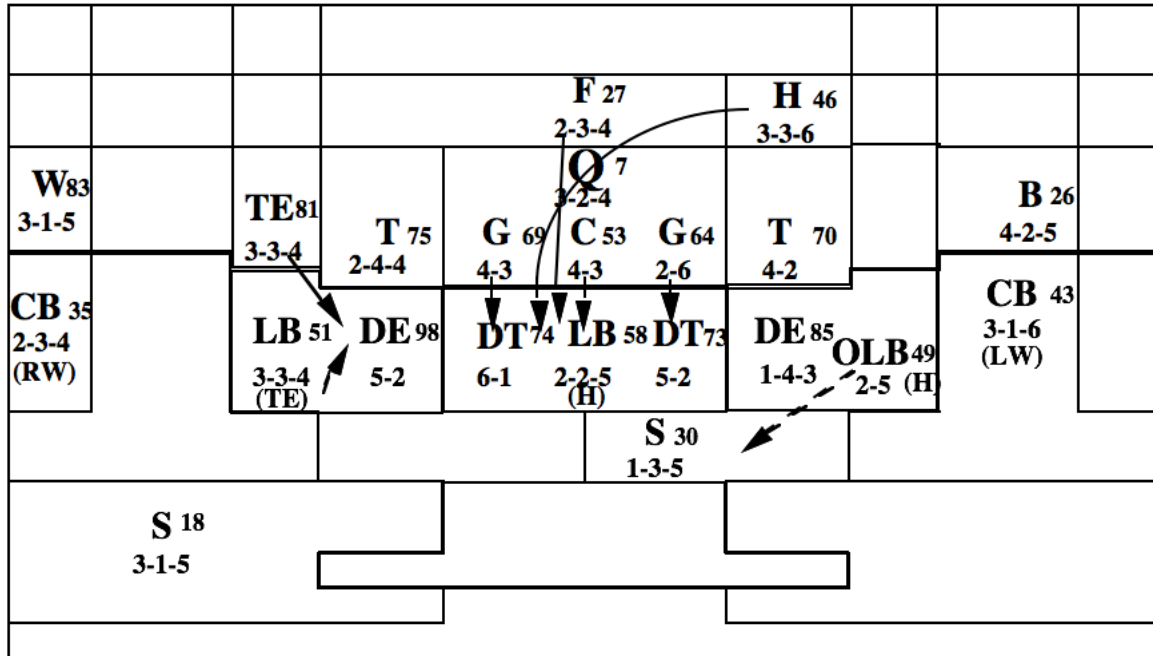 F 27
2-3-4
H 46
3-3-6
W83
3-1-5
TE81
3-3-4
T 75
2-4-4
Q 7
3-2-4
G 69
4-3
C 53
4-3
G 64
2-6
T 70
4-2
B 26
4-2-5
CB 35
2-3-4
(RW)
LB 51
3-3-4
(TE)
DE 98
5-2
DT 74
6-1
LB 58
2-2-5
(H)
DT 73
5-2
DE 85
1-4-3
OLB 49
2-5 (H)
CB 43
3-1-6
(LW)
S 30
1-3-5
S 18
3-1-5